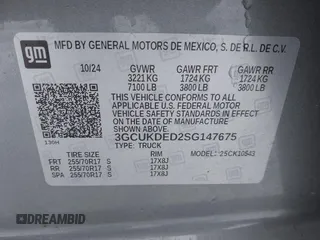 gm MFD BY GENERAL MOTORS DE MEXICO, S. DE R.L. DE C.V.
10/24 GVWR GAWR FRT GAWR RR
3221 KG 1724 KG 1724 KG
7100 LB 3800 LB 3800 LB
THIS VEHICLE CONFORMS TO ALL APPLICABLE
U.S. FEDERAL MOTOR VEHICLE SAFETY STANDARDS
IN EFFECT ON THE DATE OF
MANUFACTURE SHOWN ABOVE.
3GCUKDED2SG147675
TYPE: TRUCK
TIRE SIZE RIM MODEL:
FRT 255/70R17 S 17X8J
RR 255/70R17 S 17X8J
SPA 255/70R17 S 17X8J
DREAMBID